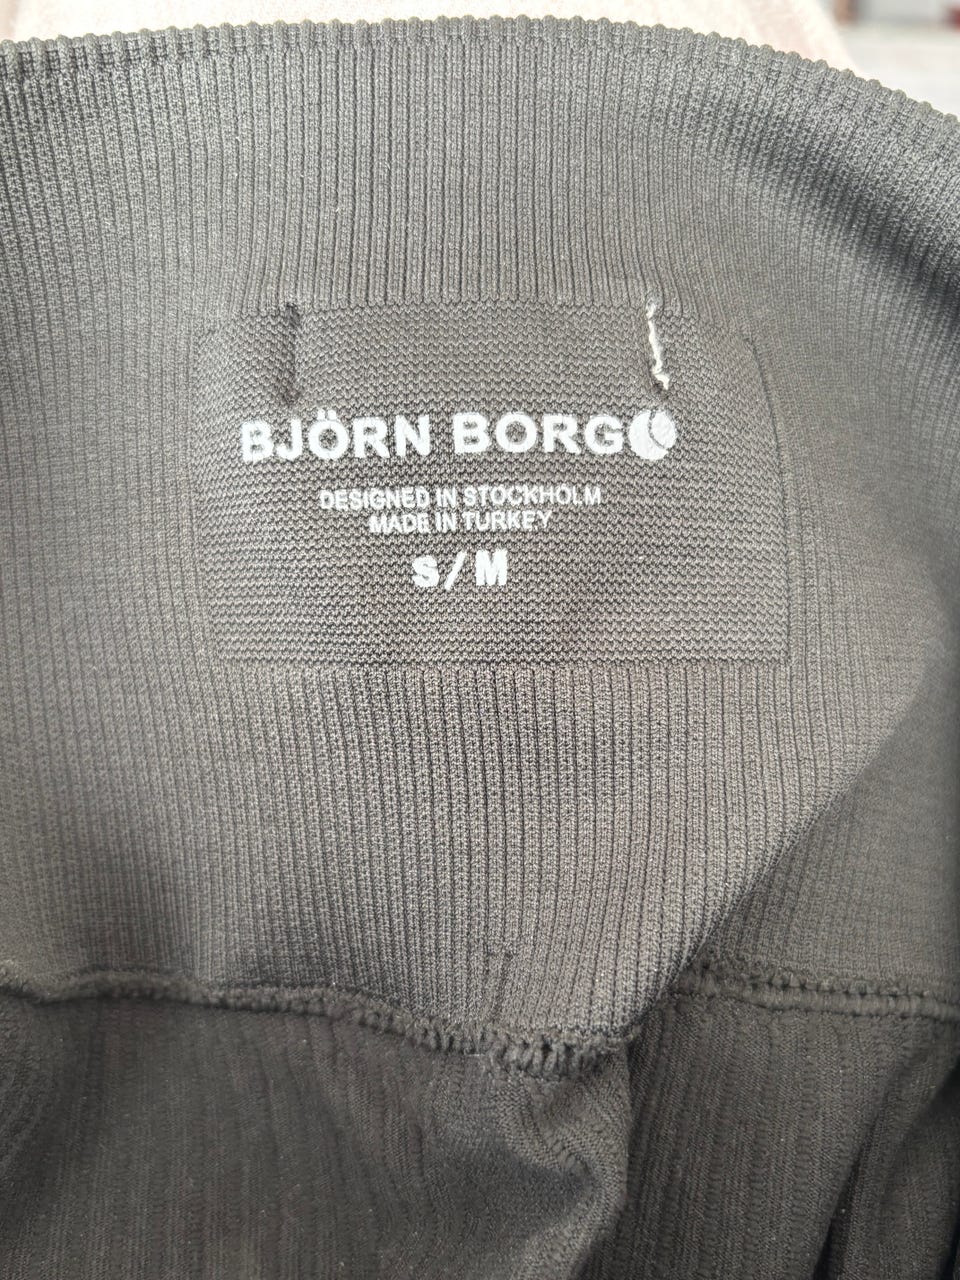 BJÖRN BORG
DESIGNED IN STOCKHOLM
MADE IN TURKEY
S/M